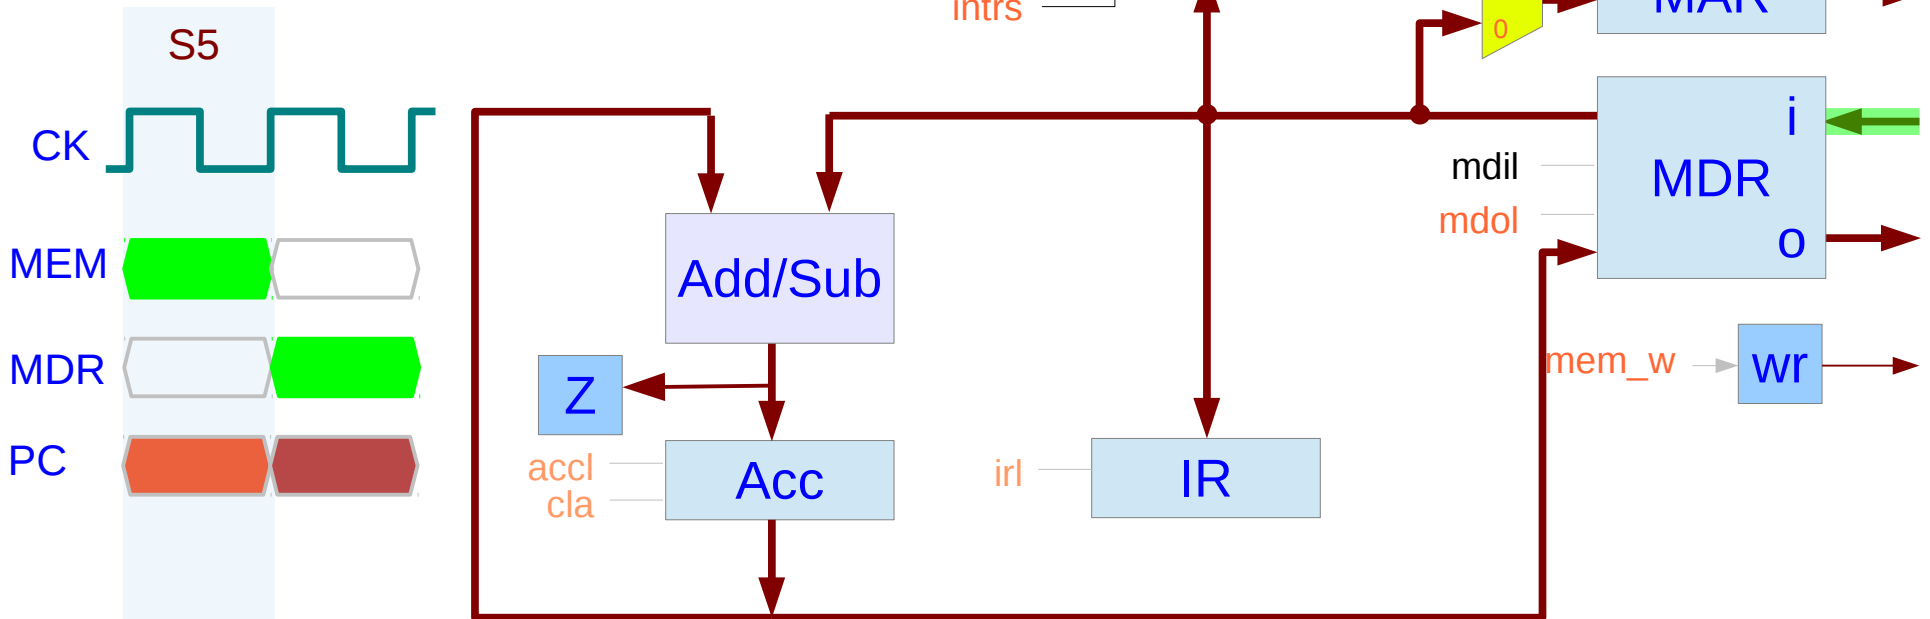 intrs
0
MAR
S5
CK
MEM
MDR
PC
Add/Sub
Z
accl
cla
Acc
irl
IR
mdil
mdol
i
MDR
o
mem_w
wr